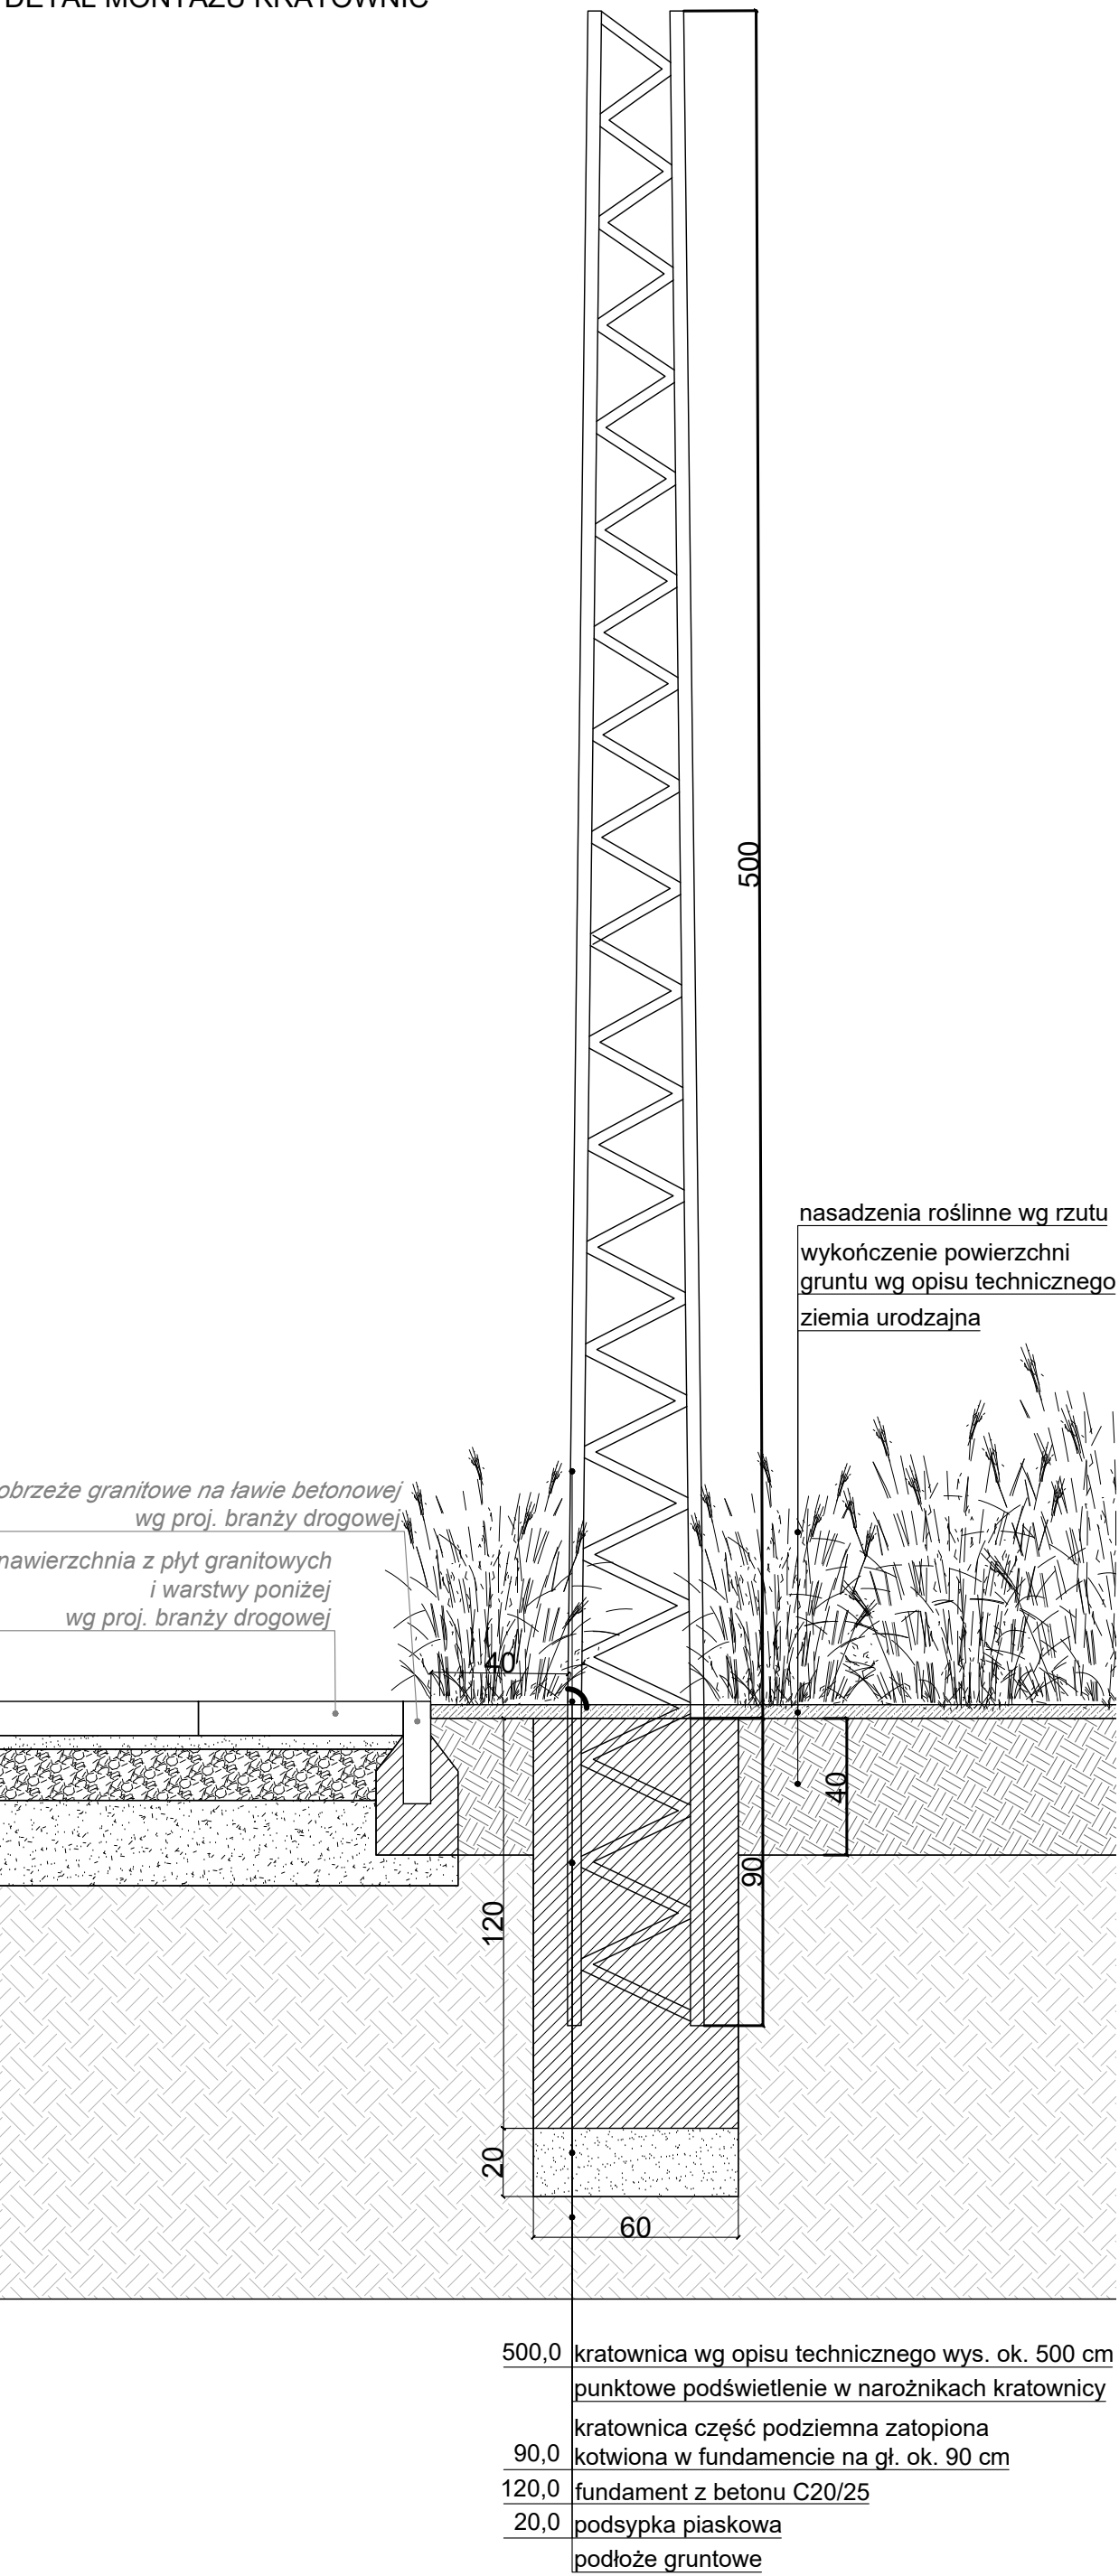 DETAL MONTAŻU KRATOWNIC
500
nasadzenia roślinne wg rzutu
wykończenie powierzchni
gruntu wg opisu technicznego
ziemia urodzajna
obrzeże granitowe na ławie betonowej
wg proj. branży drogowej
nawierzchnia z płyt granitowych
i warstwy poniżej
wg proj. branży drogowej
40
40
90
120
20
60
500,0 kratownica wg opisu technicznego wys. ok. 500 cm
punktowe podświetlenie w narożnikach kratownicy
kratownica część podziemna zatopiona
90,0 kotwiona w fundamencie na gł. ok. 90 cm
120,0 fundament z betonu C20/25
20,0 podsypka piaskowa
podłoże gruntowe